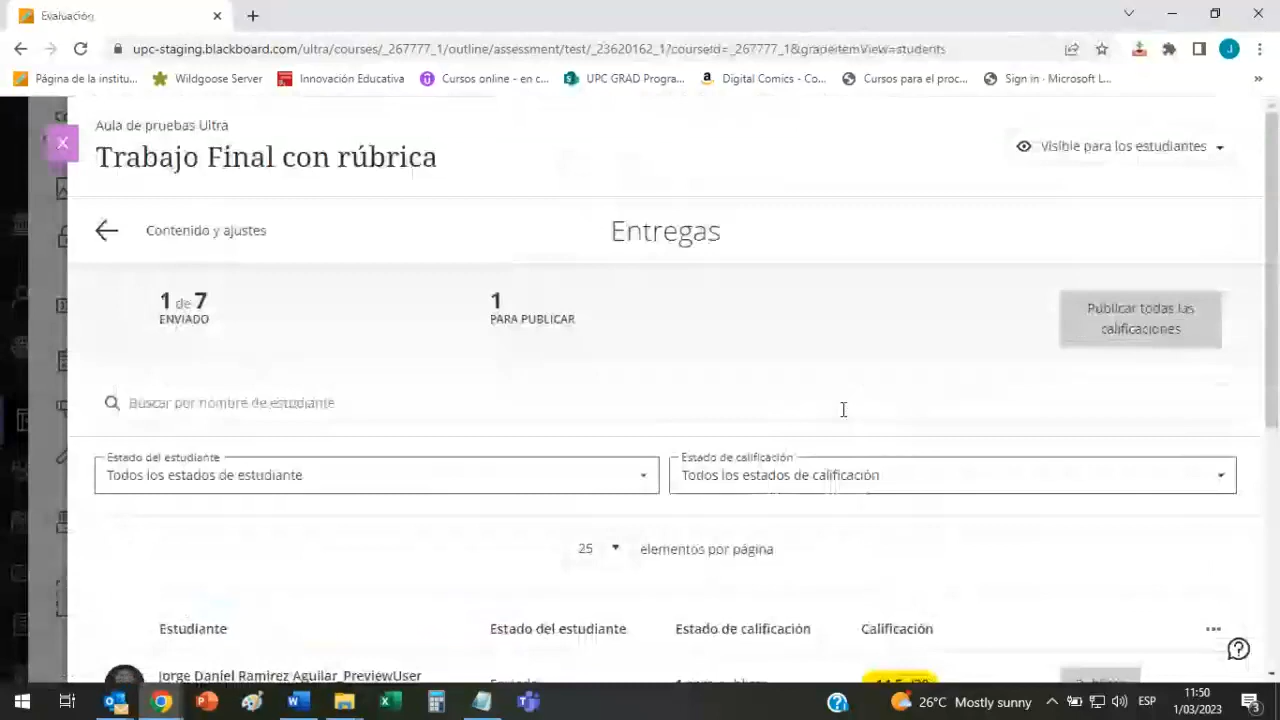 Evaluación
upc-staging.blackboard.com/ultra/courses/_267777_1/outline/assessment/test/_23620162_1?courseId=_267777_1&gradeitemView=students
Página de la institu... Wildgoose Server Innovación Educativa Cursos online - en c... UPC GRAD Progra... Digital Comics - Co... Cursos para el proc... Sign in · Microsoft L... »
Aula de pruebas Ultra
Trabajo Final con rúbrica
Visible para los estudiantes
Contenido y ajustes
Entregas
1 de 7
ENVIADO
1
PARA PUBLICAR
Publicar todas las
calificaciones
Buscar por nombre de estudiante
Estado del estudiante
Todos los estados de estudiante
Estado de calificación
Todos los estados de calificación
25 elementos por página
Estudiante Estado del estudiante Estado de calificación Calificación
Jorge Daniel Ramirez Aguilar_PreviewUser
Enviado
26°C Mostly sunny
ESP
11:50
1/03/2023